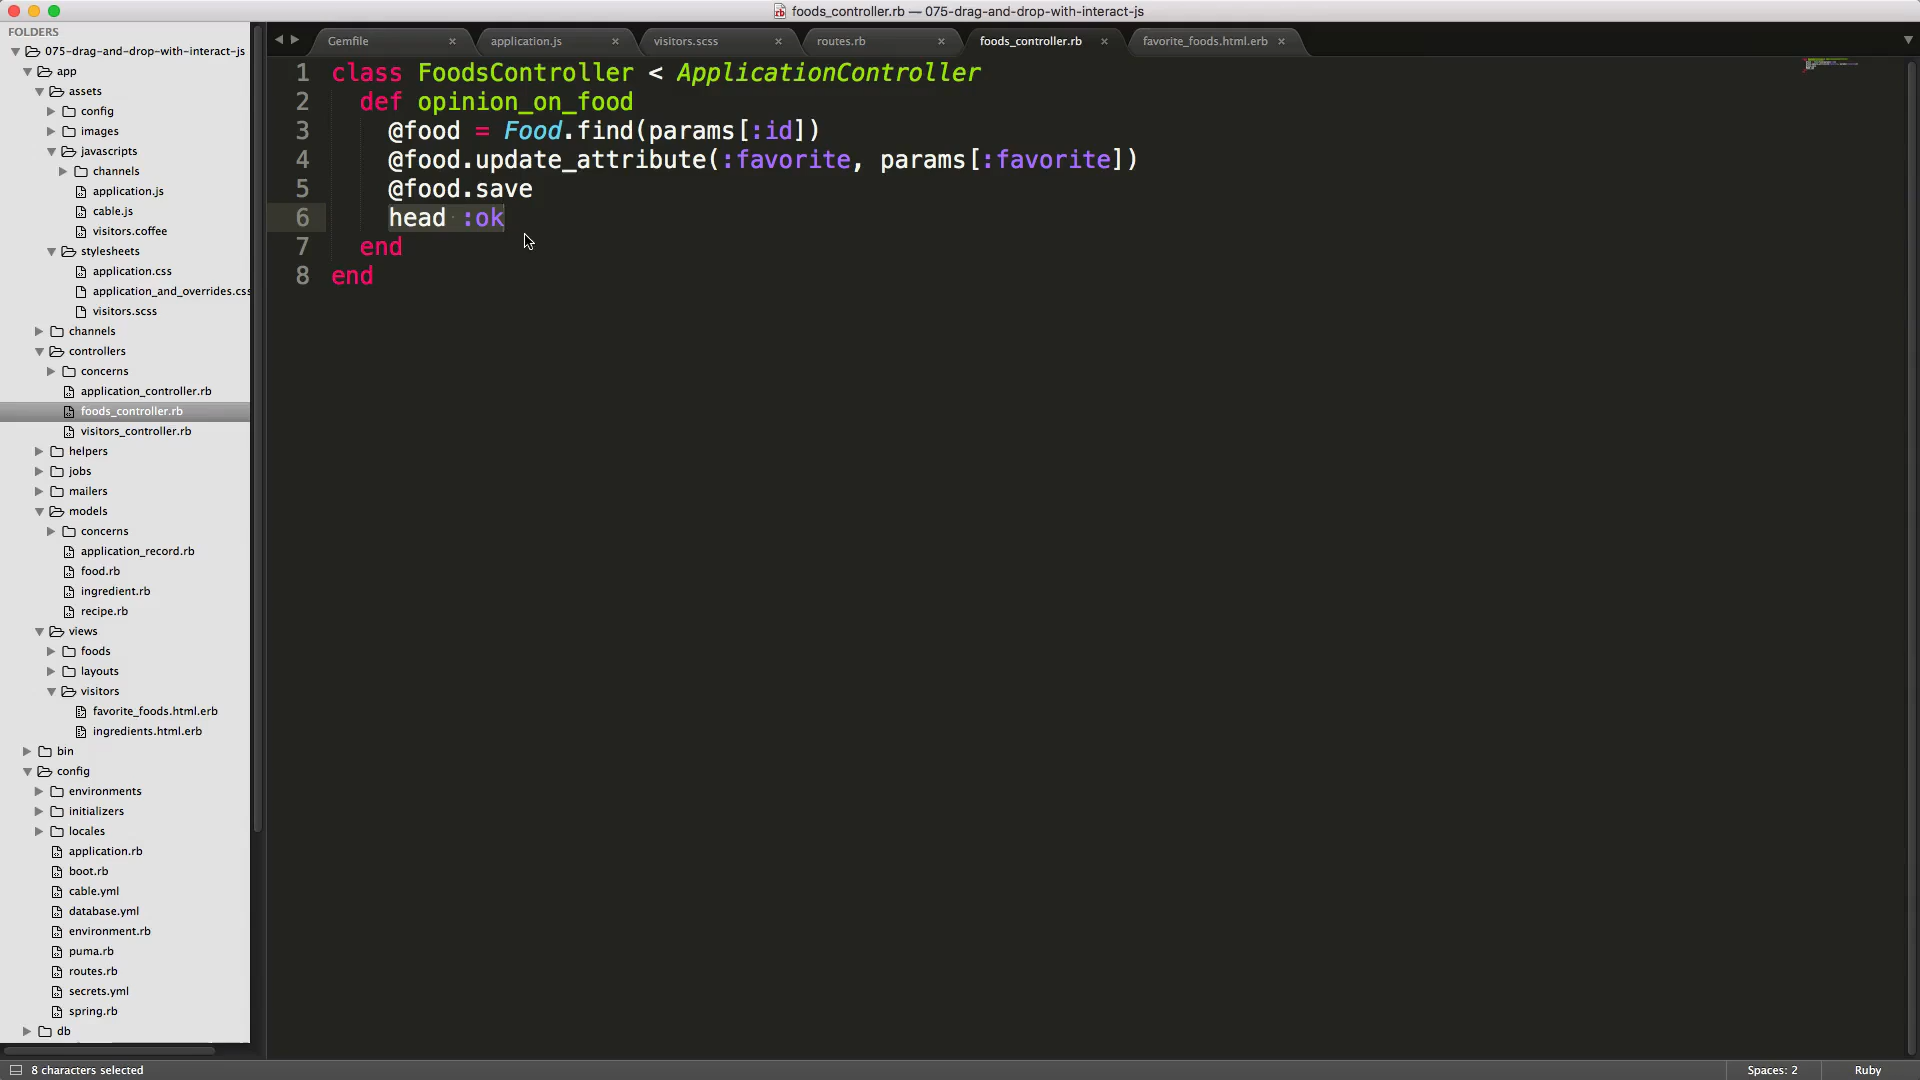 foods_controller.rb — 075-drag-and-drop-with-interact-js
FOLDERS
075-drag-and-drop-with-interact-js
app
assets
config
images
javascripts
channels
application.js
cable.js
visitors.coffee
stylesheets
application.css
application_and_overrides.css
visitors.scss
channels
controllers
concerns
application_controller.rb
foods_controller.rb
visitors_controller.rb
helpers
jobs
mailers
models
concerns
application_record.rb
food.rb
ingredient.rb
recipe.rb
views
foods
layouts
visitors
favorite_foods.html.erb
ingredients.html.erb
bin
config
environments
initializers
locales
application.rb
boot.rb
cable.yml
database.yml
environment.rb
puma.rb
routes.rb
secrets.yml
spring.rb
db
Gemfile × application.js × visitors.scss × routes.rb × foods_controller.rb × favorite_foods.html.erb ×
1 class FoodsController < ApplicationController
2 def opinion_on_food
3 @food = Food.find(params[:id])
4 @food.update_attribute(:favorite, params[:favorite])
5 @food.save
6 head :ok
7 end
8 end
8 characters selected
Spaces: 2
Ruby